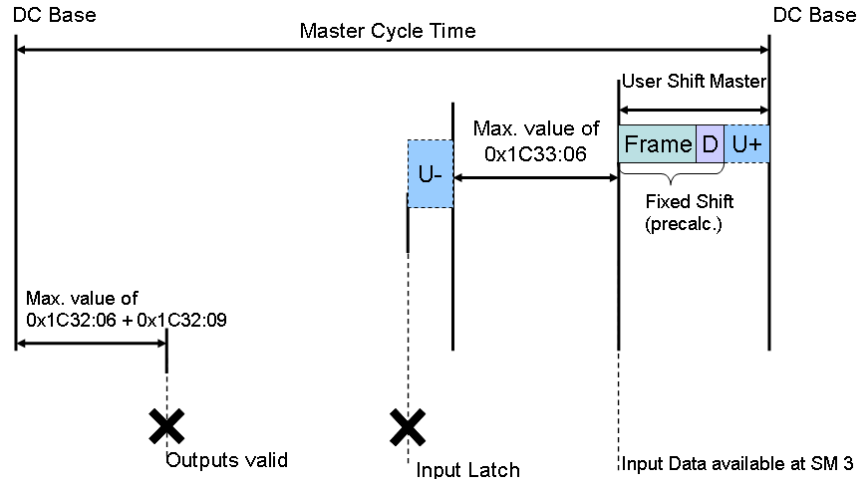 DC Base
DC Base
Master Cycle Time
User Shift Master
Max. value of
0x1C33:06
Frame
D
U+
U-
Fixed Shift
(precalc.)
Max. value of
0x1C32:06 + 0x1C32:09
Outputs valid
Input Latch
Input Data available at SM 3